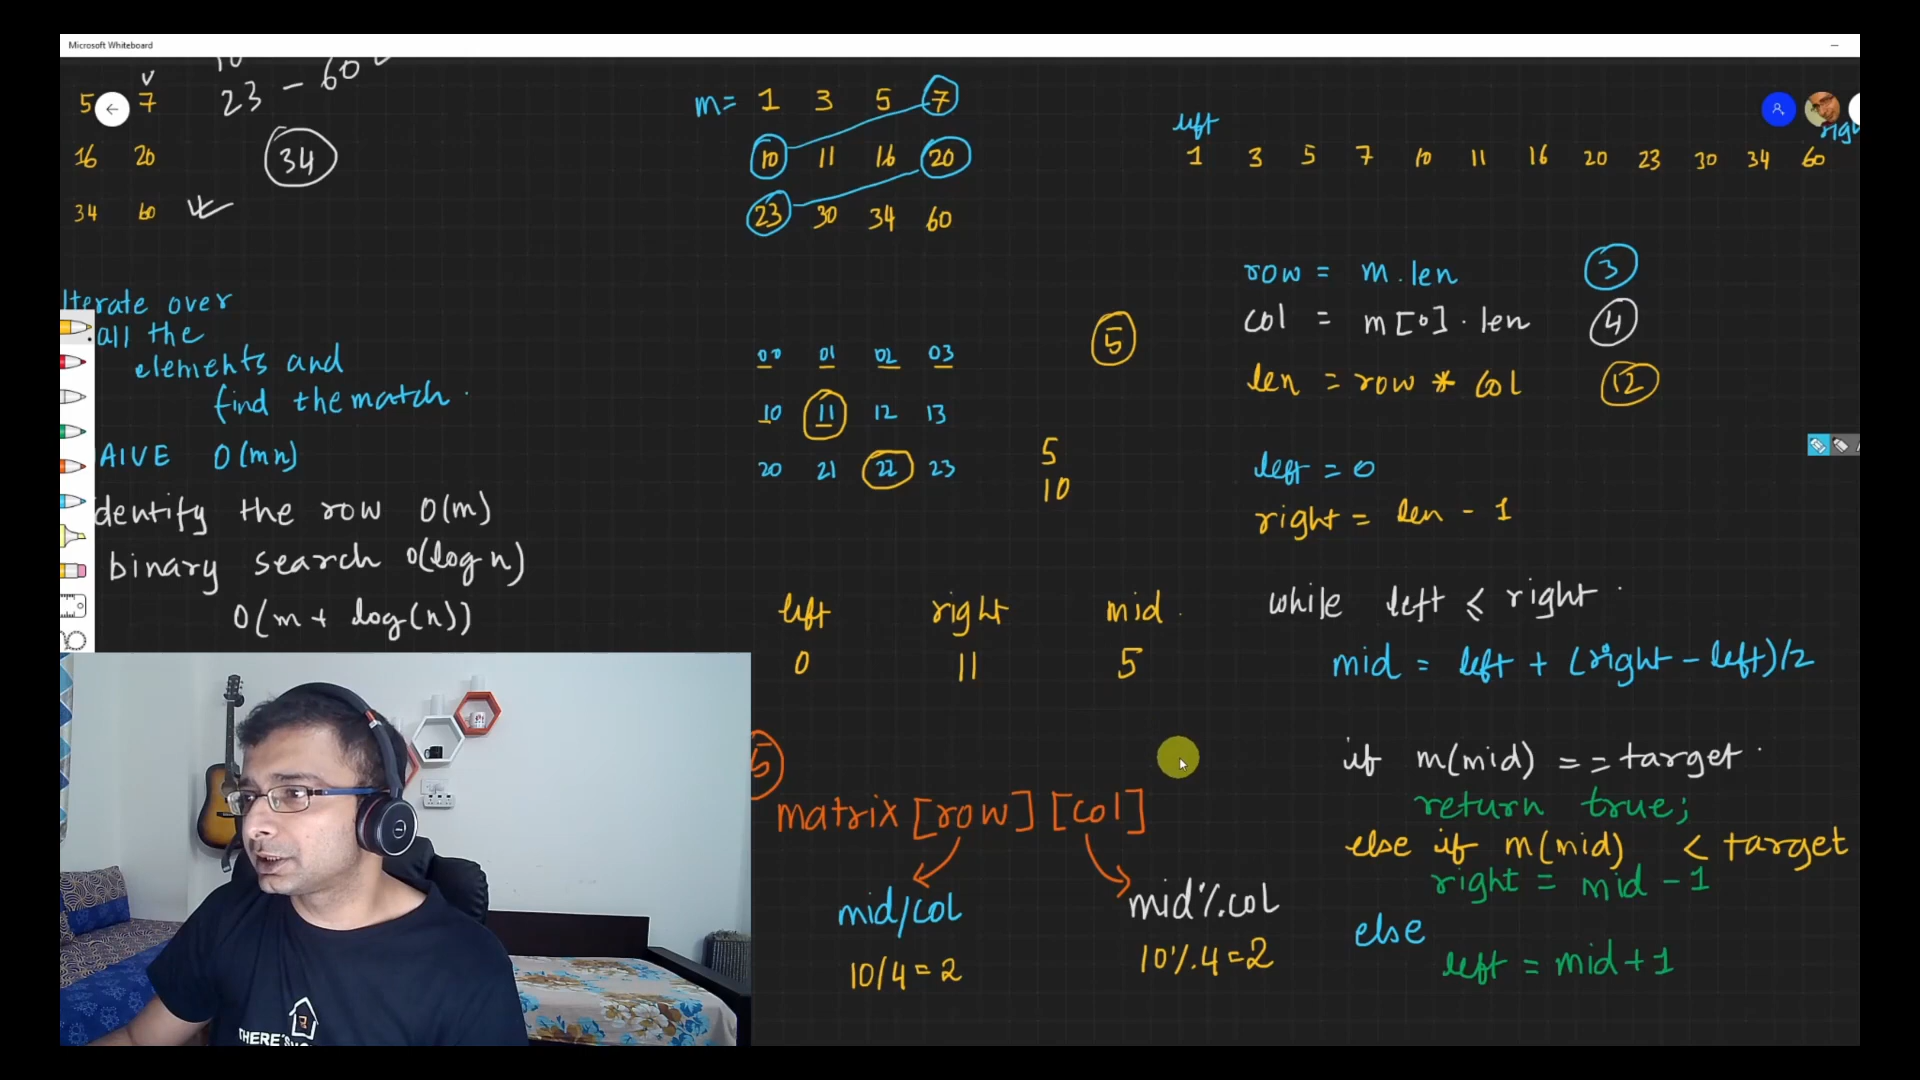 Microsoft Whiteboard
5 7
23 - 60
16 20
34
34 60
m= 1 3 5 7
10 11 16 20
23 30 34 60
left
1 3 5 7 10 11 16 20 23 30 34 60
row = m.len 3
col = m[0].len 4
len = row * col 12
terate over
all the
elements and
find the match.
AIVE O(mn)
dentify the row O(m)
binary search O(log n)
O(m + log(n))
00 01 02 03
10 11 12 13
20 21 22 23
5
5
10
left = 0
right = len - 1
left right mid
0 11 5
while left ≤ right
mid = left + (right - left)/2
5
matrix [row] [col]
mid/col mid%col
10/4 = 2 10%4 = 2
if m(mid) == target
return true;
else if m(mid) < target
right = mid - 1
else
left = mid + 1
THERE'S